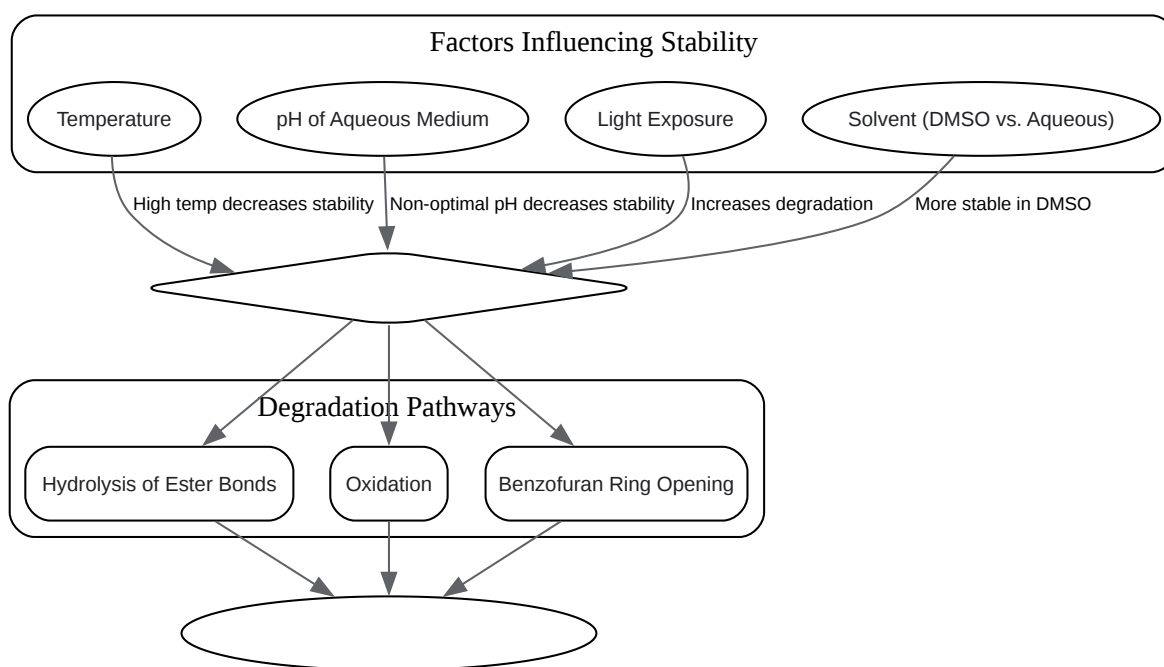 Factors Influencing Stability
Temperature
pH of Aqueous Medium
Light Exposure
Solvent (DMSO vs. Aqueous)
High temp decreases stability
Non-optimal pH decreases stability
Increases degradation
More stable in DMSO
Degradation Pathways
Hydrolysis of Ester Bonds
Oxidation
Benzofuran Ring Opening